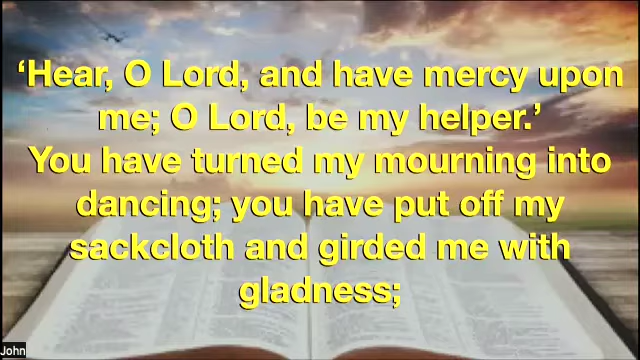 ‘Hear, O Lord, and have mercy upon
me; O Lord, be my helper.’
You have turned my mourning into
dancing; you have put off my
sackcloth and girded me with
gladness;
John